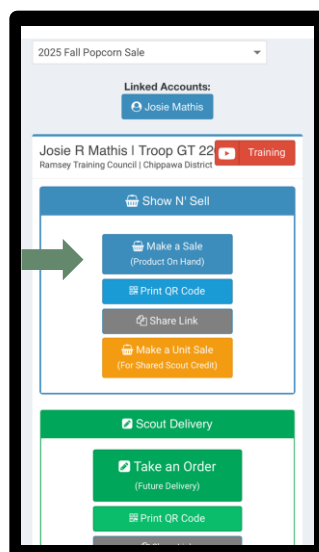 2025 Fall Popcorn Sale
Linked Accounts:
Josie Mathis
Josie R Mathis | Troop GT 22
Training
Ramsey Training Council | Chippawa District
Show N' Sell
Make a Sale
(Product On Hand)
Print QR Code
Share Link
Make a Unit Sale
(For Shared Scout Credit)
Scout Delivery
Take an Order
(Future Delivery)
Print QR Code